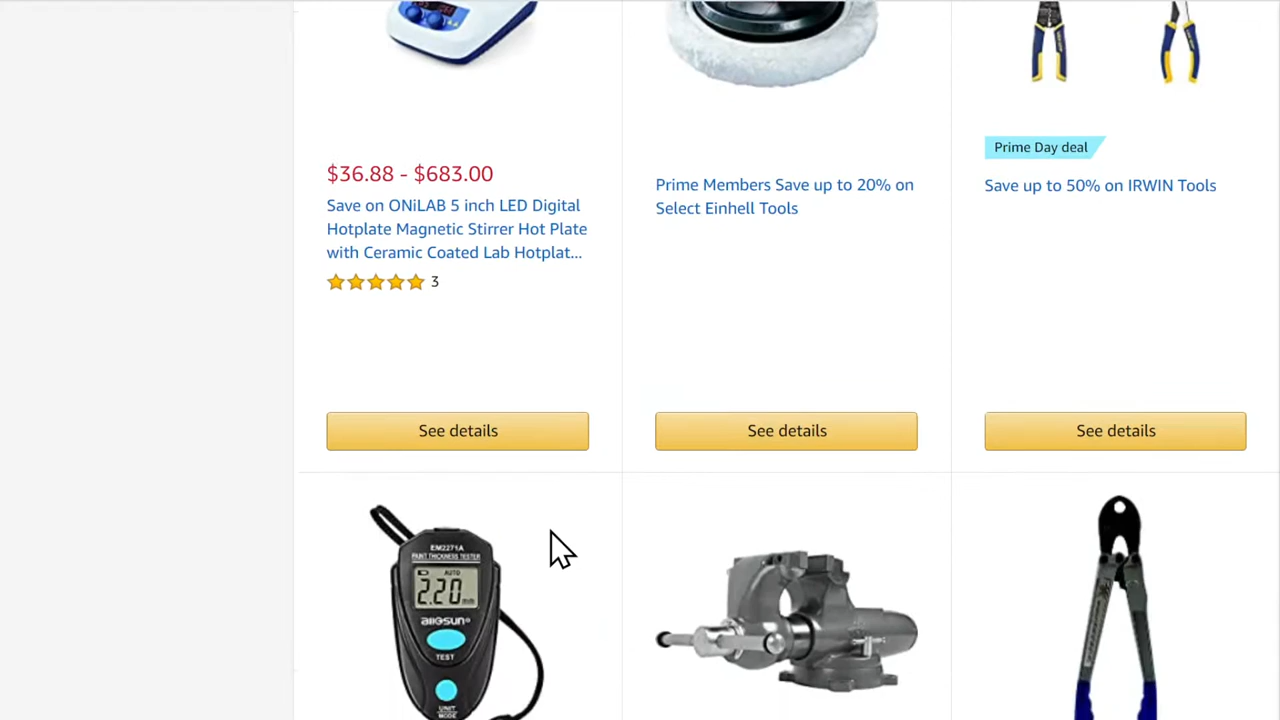 $36.88 - $683.00
Save on ONiLAB 5 inch LED Digital
Hotplate Magnetic Stirrer Hot Plate
with Ceramic Coated Lab Hotplat...
3
See details
Prime Members Save up to 20% on
Select Einhell Tools
See details
Prime Day deal
Save up to 50% on IRWIN Tools
See details
EM2271A
PAINT THICKNESS TESTER
AUTO
2.20
allosun
TEST
UNIT
MODE